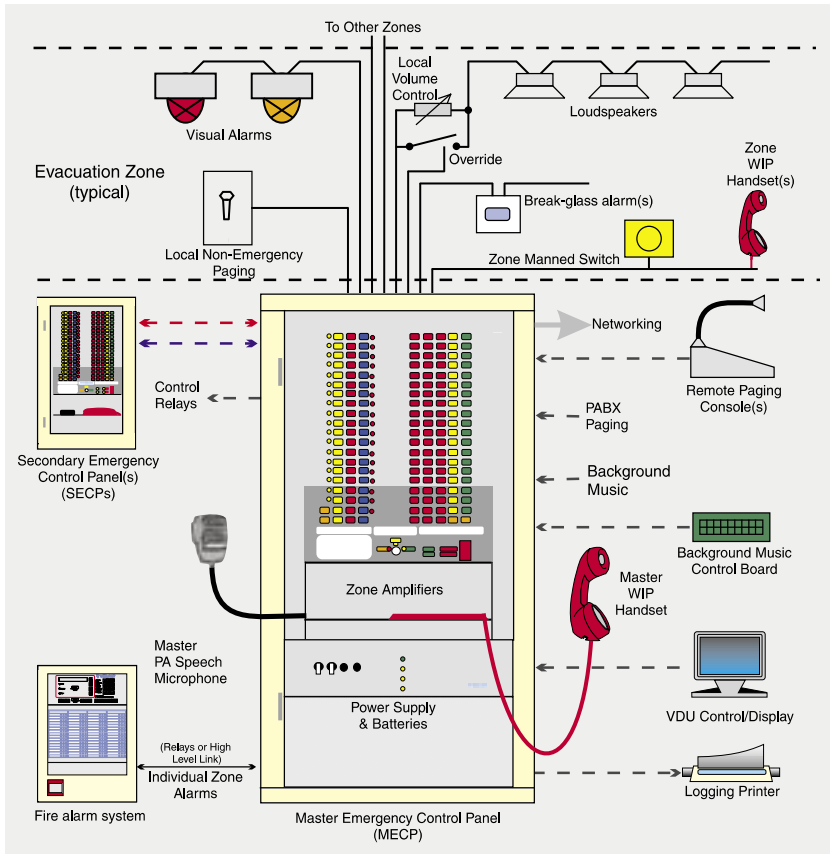 To Other Zones
Local
Volume
Control
Loudspeakers
Visual Alarms
Override
Zone
WIP
Handset(s)
Evacuation Zone
(typical)
Break-glass alarm(s)
Local Non-Emergency
Paging
Zone Manned Switch
Networking
Control
Relays
Remote Paging
Console(s)
PABX
Paging
Secondary Emergency
Control Panel(s)
(SECPs)
Background
Music
Background Music
Control Board
Zone Amplifiers
Master
WIP
Handset
Master
PA Speech
Microphone
Power Supply
& Batteries
VDU Control/Display
(Relays or High
Level Link)
Individual Zone
Alarms
Logging Printer
Fire alarm system
Master Emergency Control Panel
(MECP)